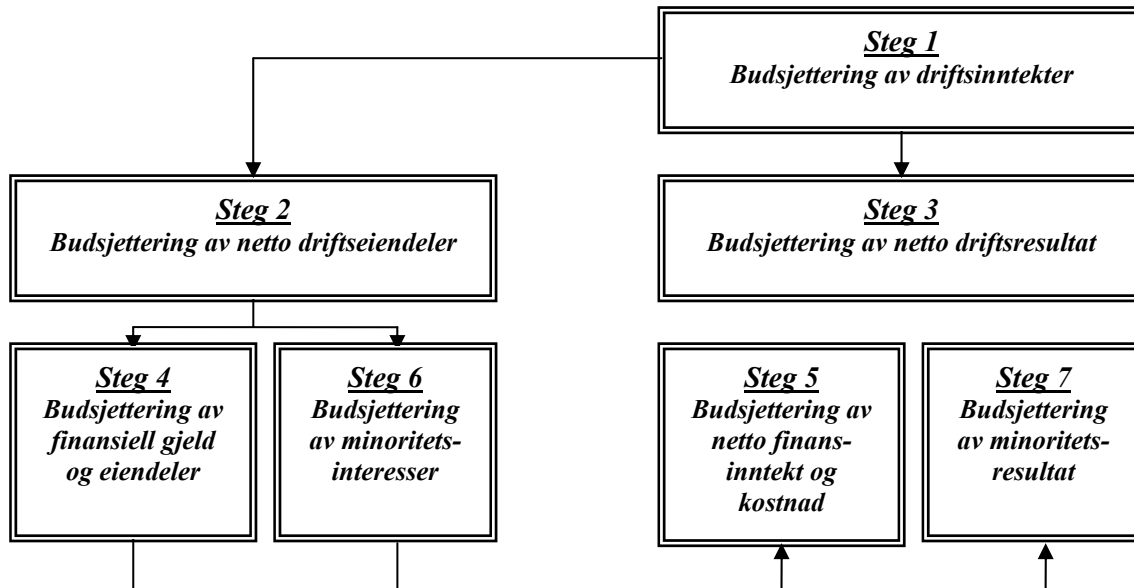 Steg 1
Budsjettering av driftsinntekter
Steg 2
Budsjettering av netto driftseiendeler
Steg 3
Budsjettering av netto driftsresultat
Steg 4
Budsjettering av
finansiell gjeld
og eiendeler
Steg 6
Budsjettering
av minoritets-
interesser
Steg 5
Budsjettering av
netto finans-
inntekt og
kostnad
Steg 7
Budsjettering
av minoritets-
resultat